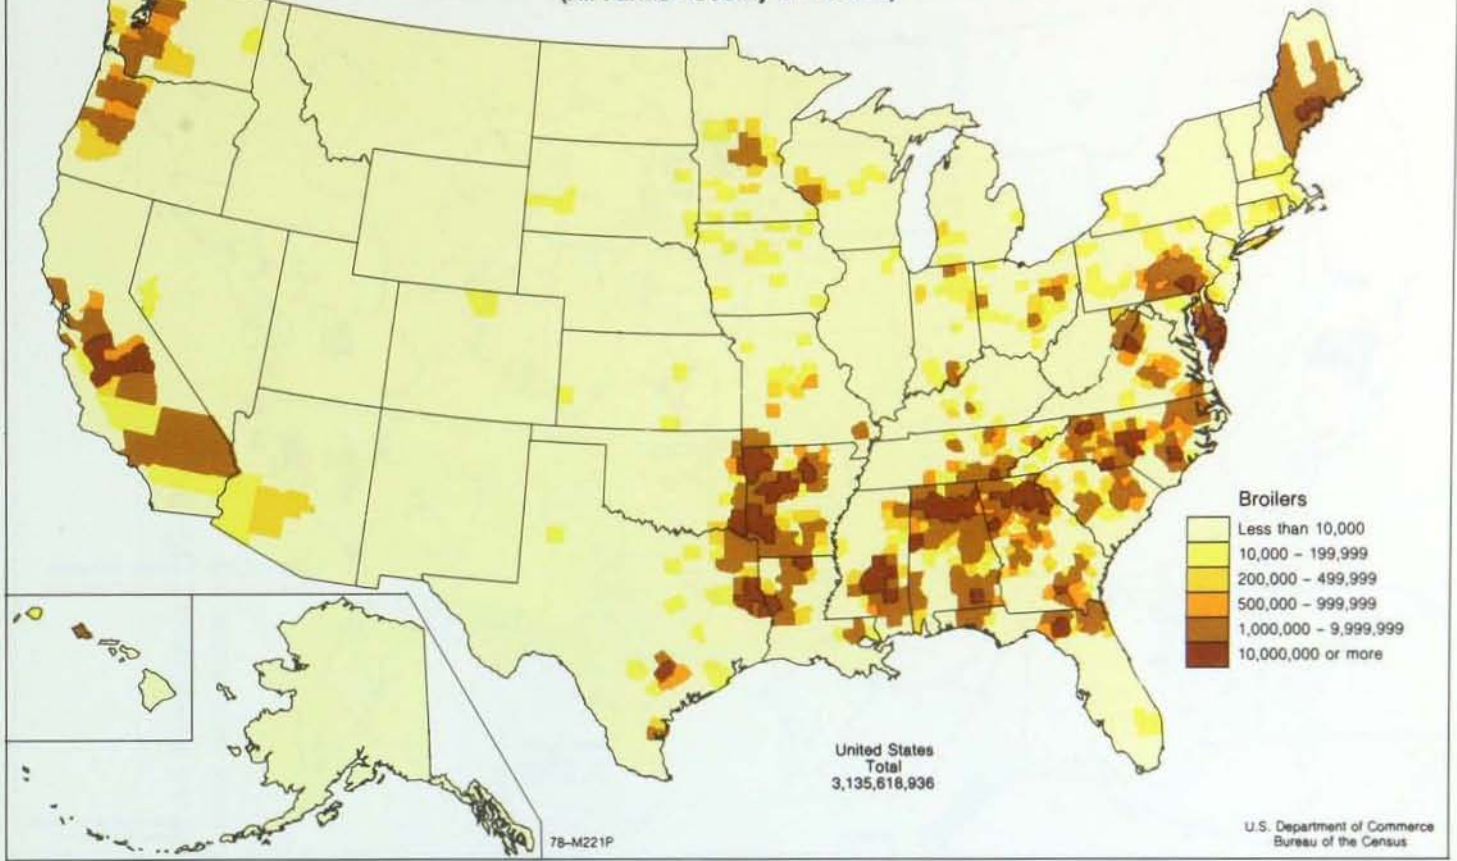 Broilers
Less than 10,000
10,000 – 199,999
200,000 – 499,999
500,000 – 999,999
1,000,000 – 9,999,999
10,000,000 or more
United States
Total
3,135,618,936
78–M221P
U.S. Department of Commerce
Bureau of the Census